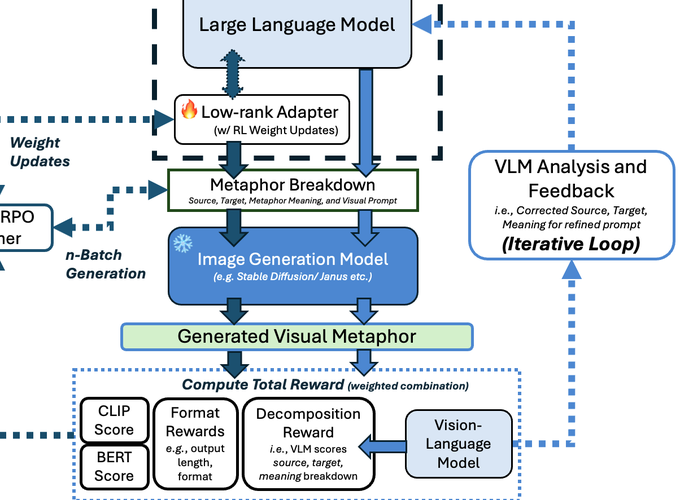 Large Language Model
Low-rank Adapter
(w/ RL Weight Updates)
Weight
Updates
VLM Analysis and
Feedback
i.e., Corrected Source, Target,
Meaning for refined prompt
(Iterative Loop)
Metaphor Breakdown
Source, Target, Metaphor Meaning, and Visual Prompt
RPO
ner
n-Batch
Generation
Image Generation Model
(e.g. Stable Diffusion/ Janus etc.)
Generated Visual Metaphor
Compute Total Reward (weighted combination)
CLIP
Score
BERT
Score
Format
Rewards
e.g., output
length,
format
Decomposition
Reward
i.e., VLM scores
source, target,
meaning breakdown
Vision-
Language
Model